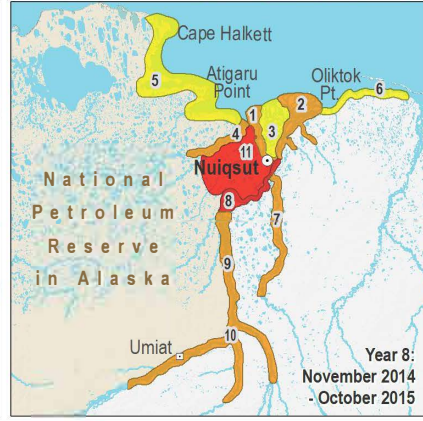 Cape Halkett
5
Atigaru
Point
Oliktok
Pt.
6
1
2
3
4
11
Nuiqsut
National
Petroleum
Reserve
in Alaska
8
7
9
10
Umiat
Year 8:
November 2014
- October 2015